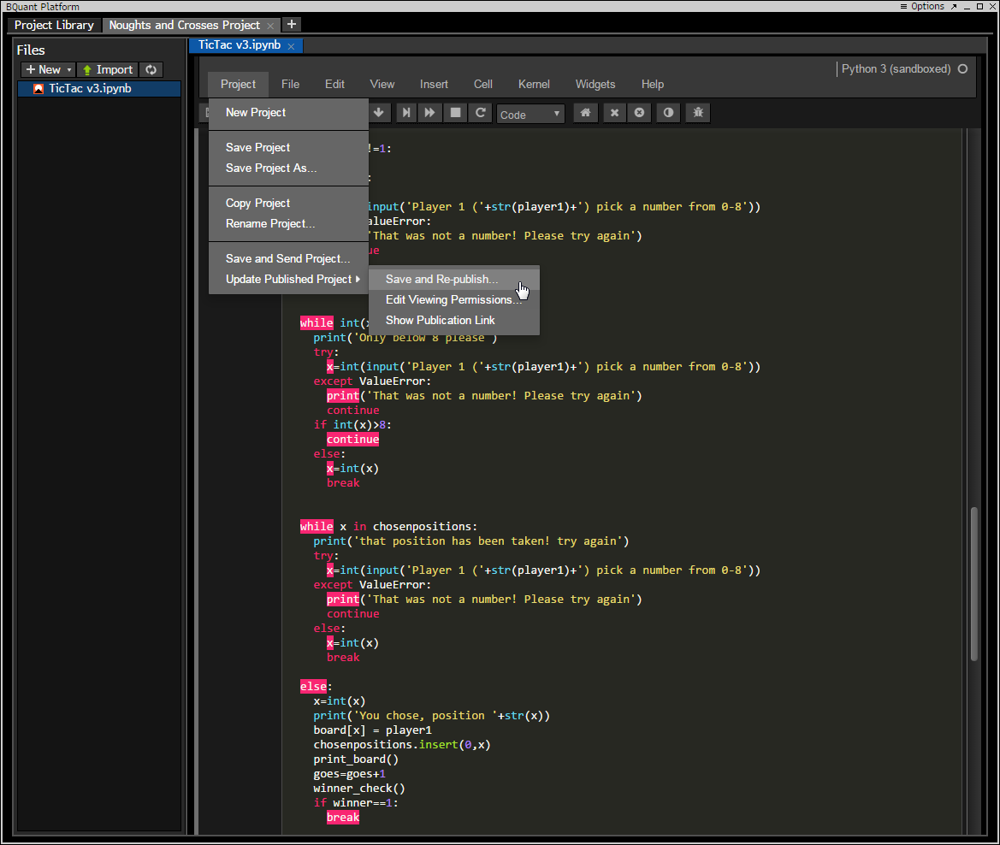 BQuant Platform
Options
Project Library
Noughts and Crosses Project
Files
New
Import
TicTac v3.ipynb
TicTac v3.ipynb
Python 3 (sandboxed)
Project File Edit View Insert Cell Kernel Widgets Help
Code
New Project
Save Project
Save Project As...
Copy Project
Rename Project...
Save and Send Project...
Update Published Project
Save and Re-publish...
Edit Viewing Permissions...
Show Publication Link
!=1:
:
input('Player 1 ('+str(player1)+') pick a number from 0-8'))
alueError:
'That was not a number! Please try again')
ue
while int(
print('Only below 8 please')
try:
x=int(input('Player 1 ('+str(player1)+') pick a number from 0-8'))
except ValueError:
print('That was not a number! Please try again')
continue
if int(x)>8:
continue
else:
x=int(x)
break
while x in chosenpositions:
print('that position has been taken! try again')
try:
x=int(input('Player 1 ('+str(player1)+') pick a number from 0-8'))
except ValueError:
print('That was not a number! Please try again')
continue
else:
x=int(x)
break
else:
x=int(x)
print('You chose, position '+str(x))
board[x] = player1
chosenpositions.insert(0,x)
print_board()
goes=goes+1
winner_check()
if winner==1:
break